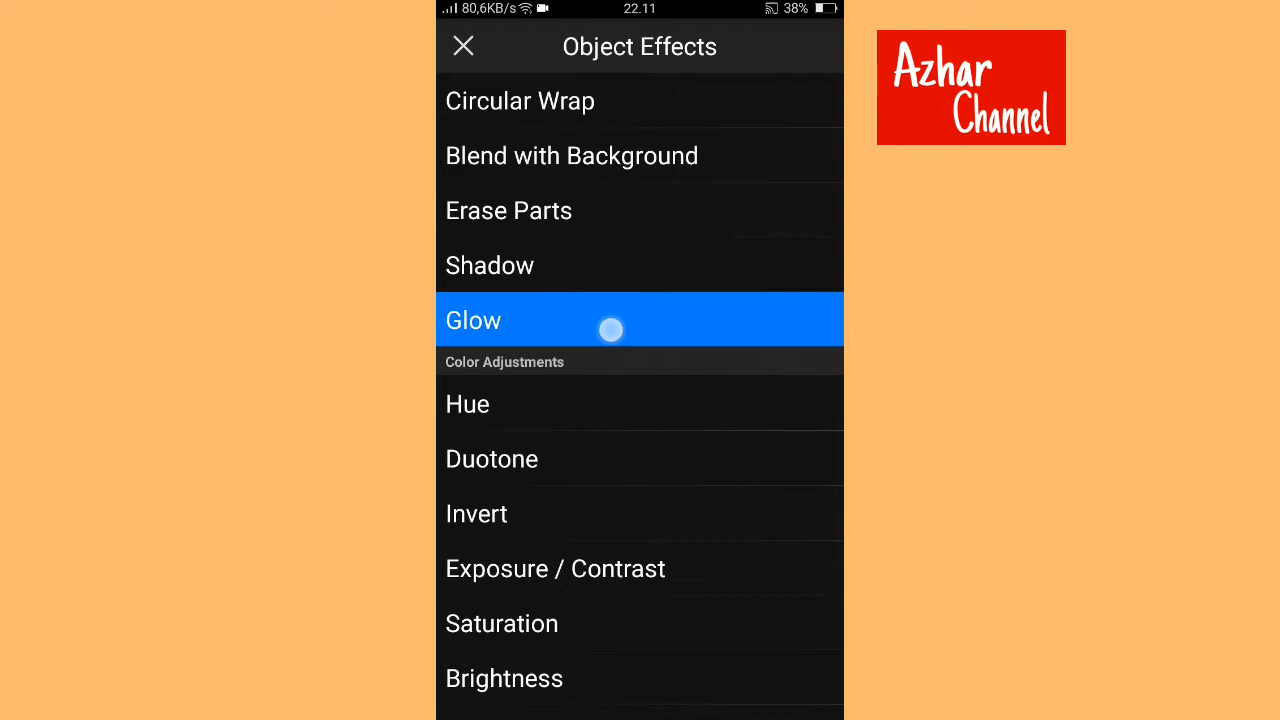 80,6KB/s 22.11 38%
Object Effects
Azhar
Channel
Circular Wrap
Blend with Background
Erase Parts
Shadow
Glow
Color Adjustments
Hue
Duotone
Invert
Exposure / Contrast
Saturation
Brightness